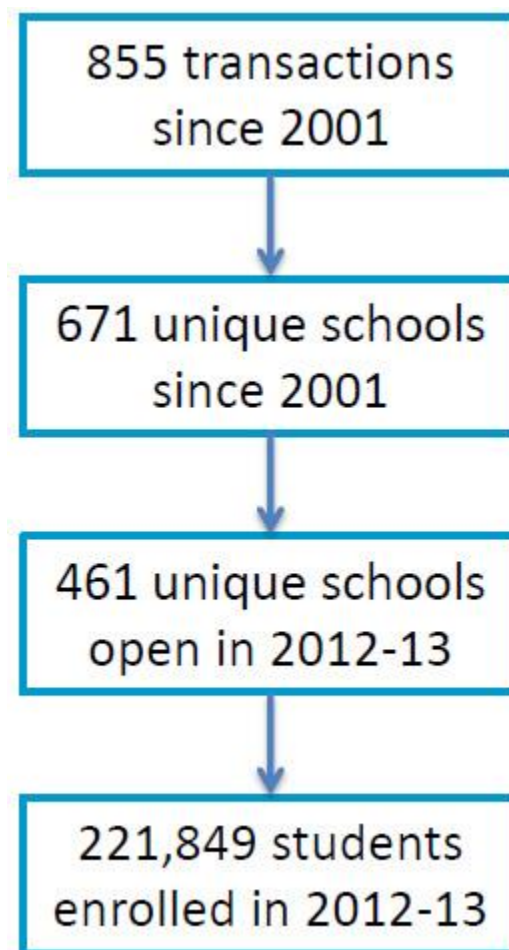 855 transactions
since 2001
671 unique schools
since 2001
461 unique schools
open in 2012-13
221,849 students
enrolled in 2012-13